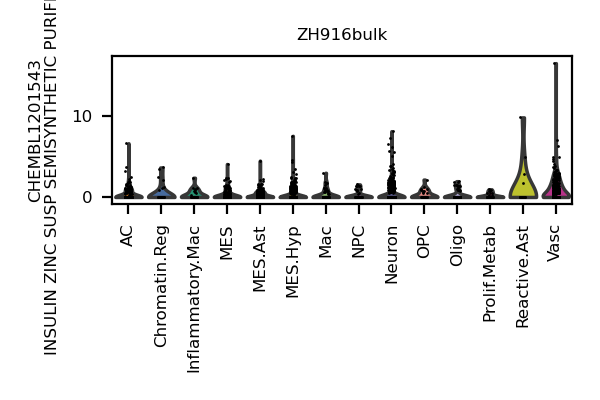 ZH916bulk
CHEMBL1201543
INSULIN ZINC SUSP SEMISYNTHETIC
10
0
AC
Chromatin.Reg
Inflammatory.Mac
MES
MES.Ast
MES.Hyp
Mac
NPC
Neuron
OPC
Oligo
Prolif.Metab
Reactive.Ast
Vasc